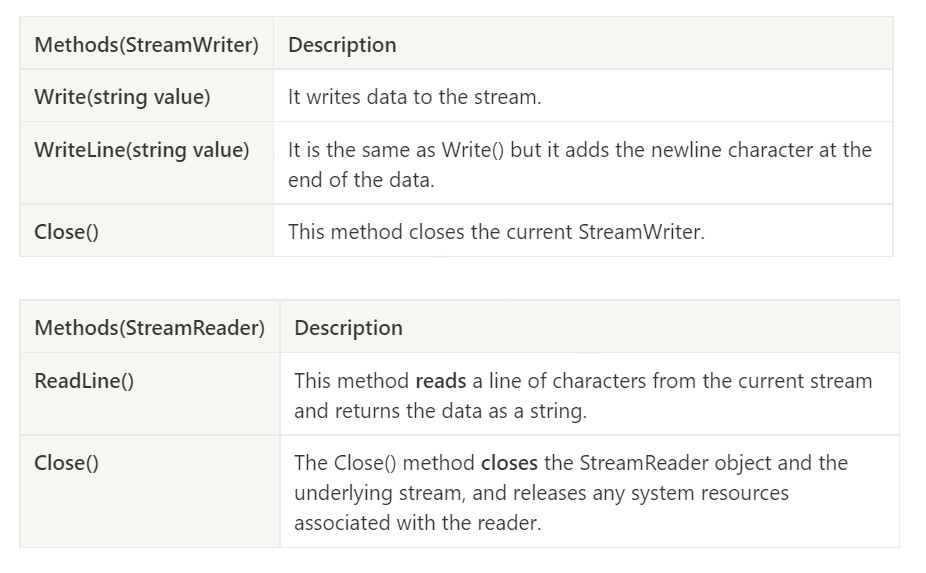 Methods(StreamWriter) Description
Write(string value) It writes data to the stream.
WriteLine(string value) It is the same as Write() but it adds the newline character at the
end of the data.
Close() This method closes the current StreamWriter.
Methods(StreamReader) Description
ReadLine() This method reads a line of characters from the current stream
and returns the data as a string.
Close() The Close() method closes the StreamReader object and the
underlying stream, and releases any system resources
associated with the reader.